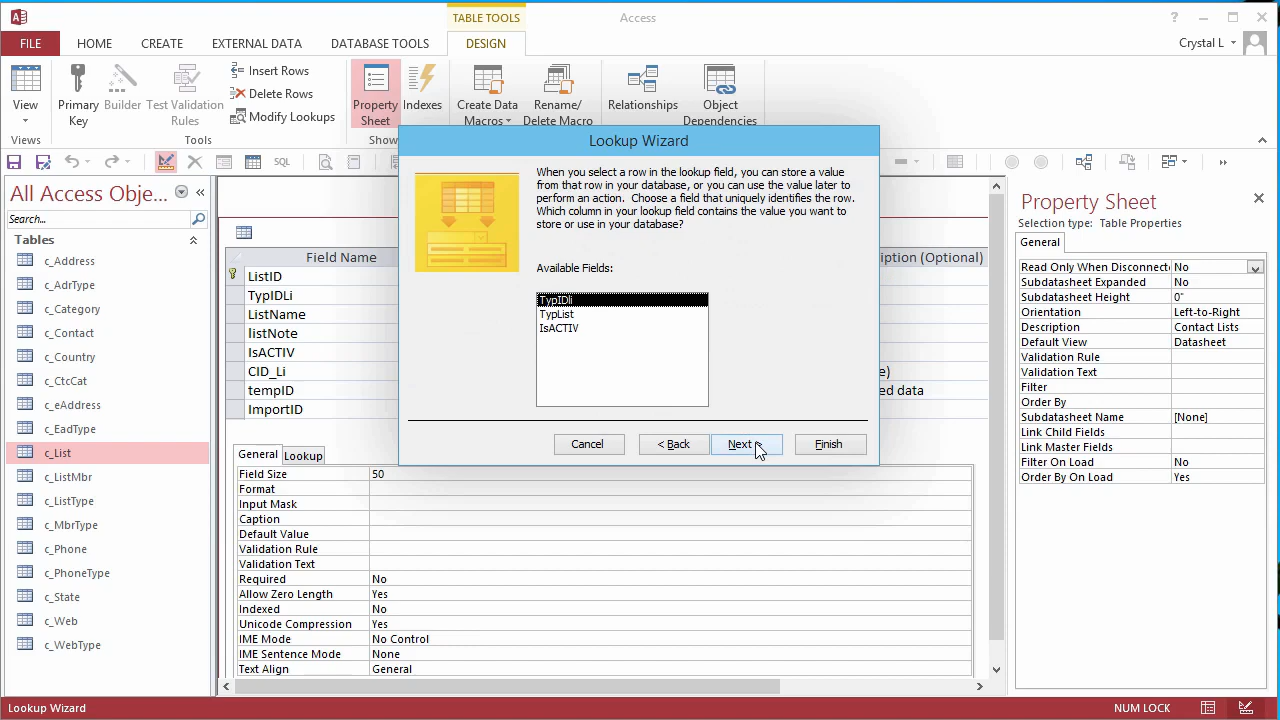 TABLE TOOLS
Access
?
FILE
HOME
CREATE
EXTERNAL DATA
DATABASE TOOLS
DESIGN
Crystal L
View
Primary Key
Builder
Test Validation Rules
Insert Rows
Delete Rows
Modify Lookups
Property Sheet
Indexes
Create Data Macros
Rename/ Delete Macro
Relationships
Object Dependencies
Views
Tools
Show
SQL
All Access Obje...
Search...
Tables
c_Address
c_AdrType
c_Category
c_Contact
c_Country
c_CtcCat
c_eAddress
c_EadType
c_List
c_ListMbr
c_ListType
c_MbrType
c_Phone
c_PhoneType
c_State
c_Web
c_WebType
Field Name
ption (Optional)
ListID
TypIDLi
ListName
listNote
IsACTIV
CID_Li
e)
tempID
ed data
ImportID
Lookup Wizard
When you select a row in the lookup field, you can store a value
from that row in your database, or you can use the value later to
perform an action. Choose a field that uniquely identifies the row.
Which column in your lookup field contains the value you want to
store or use in your database?
Available Fields:
TypIDli
TypList
IsACTIV
Cancel
< Back
Next >
Finish
General
Lookup
Field Size 50
Format
Input Mask
Caption
Default Value
Validation Rule
Validation Text
Required No
Allow Zero Length Yes
Indexed No
Unicode Compression Yes
IME Mode No Control
IME Sentence Mode None
Text Align General
Property Sheet
Selection type: Table Properties
General
Read Only When Disconnect No
Subdatasheet Expanded No
Subdatasheet Height 0"
Orientation Left-to-Right
Description Contact Lists
Default View Datasheet
Validation Rule
Validation Text
Filter
Order By
Subdatasheet Name [None]
Link Child Fields
Link Master Fields
Filter On Load No
Order By On Load Yes
Lookup Wizard
NUM LOCK